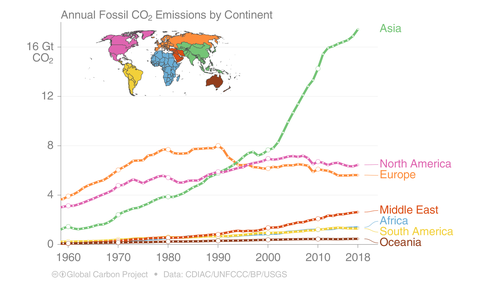 Annual Fossil CO₂ Emissions by Continent
16 Gt
CO₂
12
8
4
0
Asia
North America
Europe
Middle East
Africa
South America
Oceania
1960 1970 1980 1990 2000 2010 2018
Global Carbon Project • Data: CDIAC/UNFCCC/BP/USGS